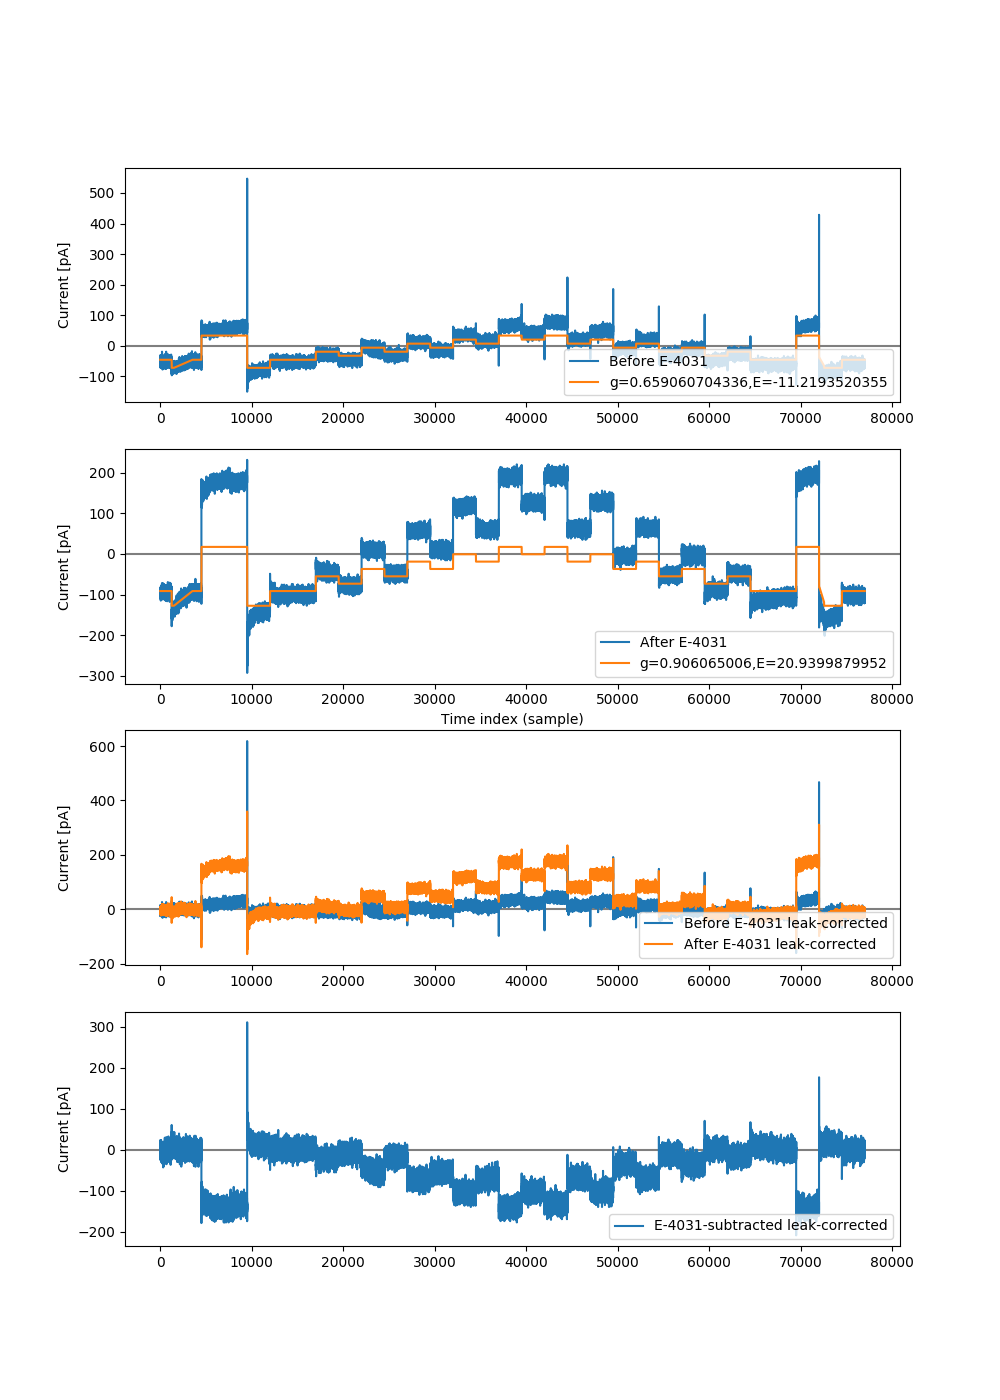 Current [pA]
500
400
300
200
100
0
−100
Before E-4031
g=0.659060704336,E=-11.2193520355
0 10000 20000 30000 40000 50000 60000 70000 80000
Current [pA]
200
100
0
−100
−200
−300
After E-4031
g=0.906065006,E=20.9399879952
0 10000 20000 30000 40000 50000 60000 70000 80000
Time index (sample)
Current [pA]
600
400
200
0
−200
Before E-4031 leak-corrected
After E-4031 leak-corrected
0 10000 20000 30000 40000 50000 60000 70000 80000
Current [pA]
300
200
100
0
−100
−200
E-4031-subtracted leak-corrected
0 10000 20000 30000 40000 50000 60000 70000 80000